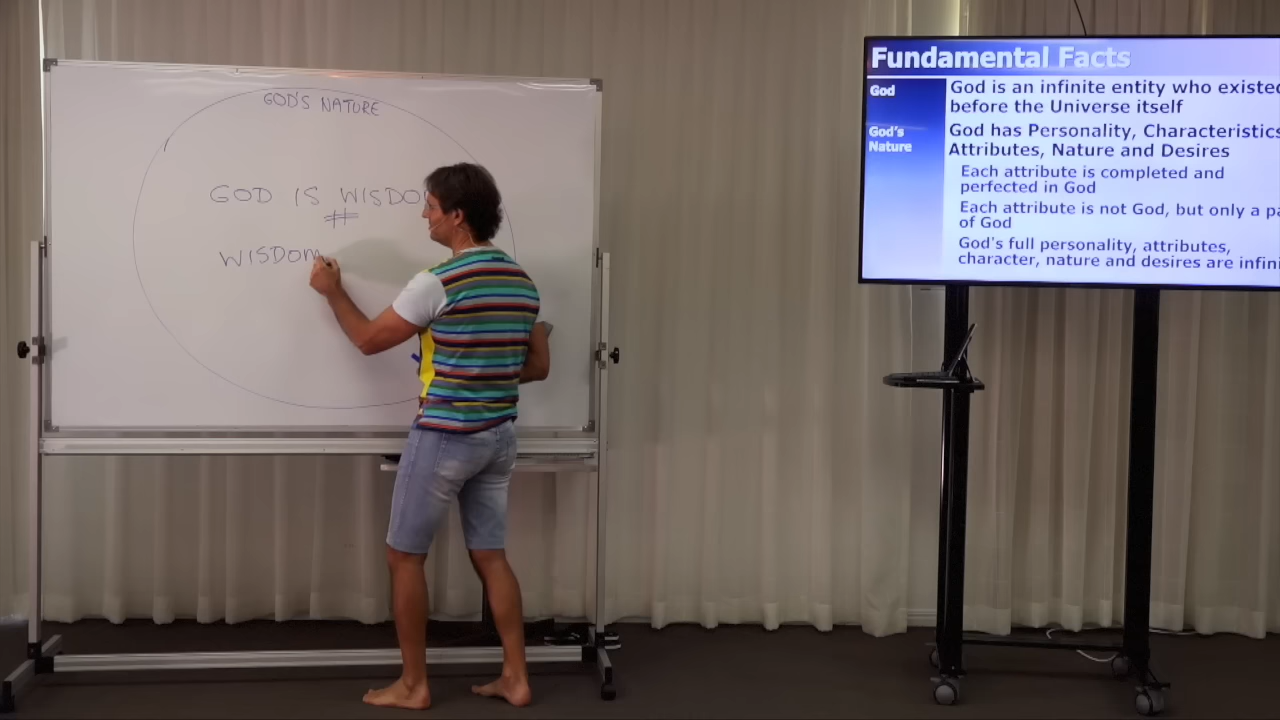 GOD'S NATURE
GOD IS WISDO
#
WISDOM
Fundamental Facts
God
God is an infinite entity who existed
before the Universe itself
God's
Nature
God has Personality, Characteristics
Attributes, Nature and Desires
Each attribute is completed and
perfected in God
Each attribute is not God, but only a pa
of God
God's full personality, attributes,
character, nature and desires are infini